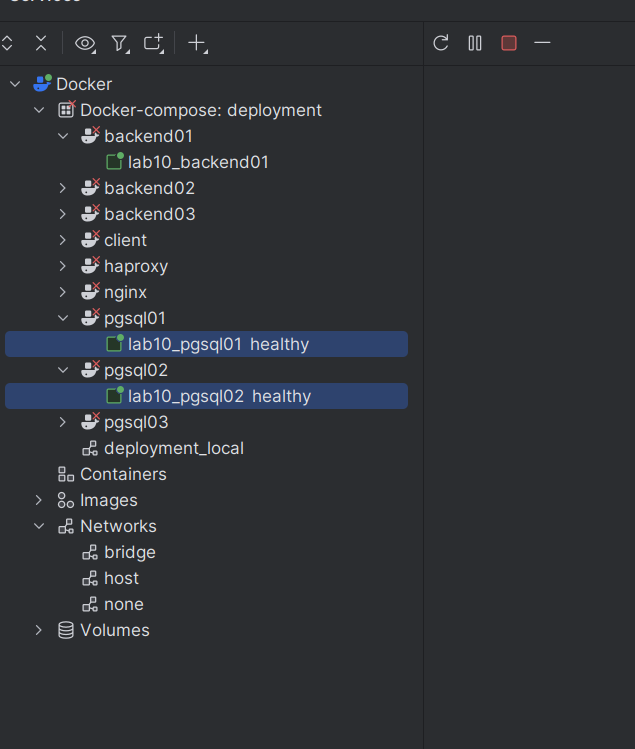 Services
Docker
Docker-compose: deployment
backend01
lab10_backend01
backend02
backend03
client
haproxy
nginx
pgsql01
lab10_pgsql01 healthy
pgsql02
lab10_pgsql02 healthy
pgsql03
deployment_local
Containers
Images
Networks
bridge
host
none
Volumes